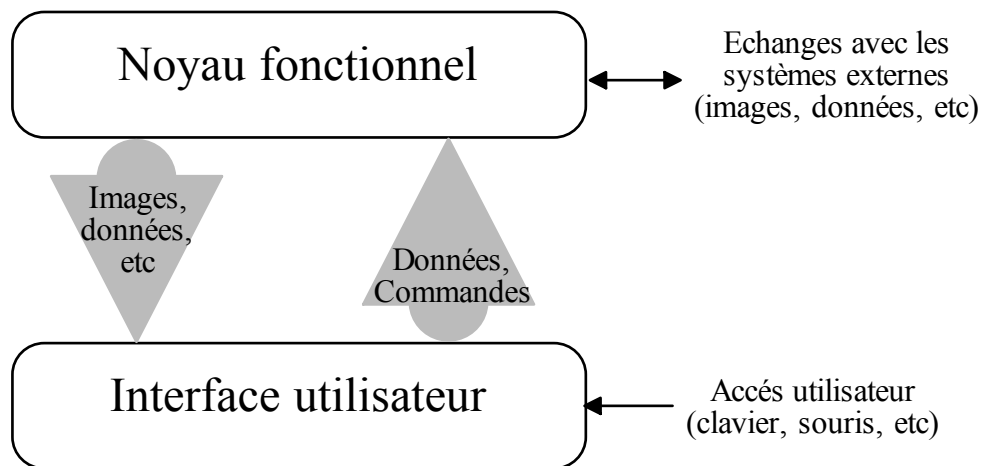 Noyau fonctionnel
Echanges avec les
systèmes externes
(images, données, etc)
Images,
données,
etc
Données,
Commandes
Interface utilisateur
Accés utilisateur
(clavier, souris, etc)